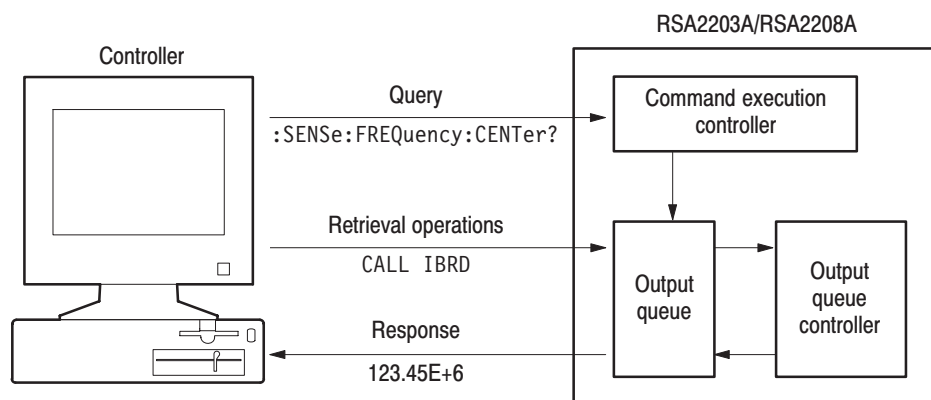 RSA2203A/RSA2208A
Controller
Query
:SENSe:FREQuency:CENTer?
Command execution
controller
Retrieval operations
CALL IBRD
Output
queue
Output
queue
controller
Response
123.45E+6